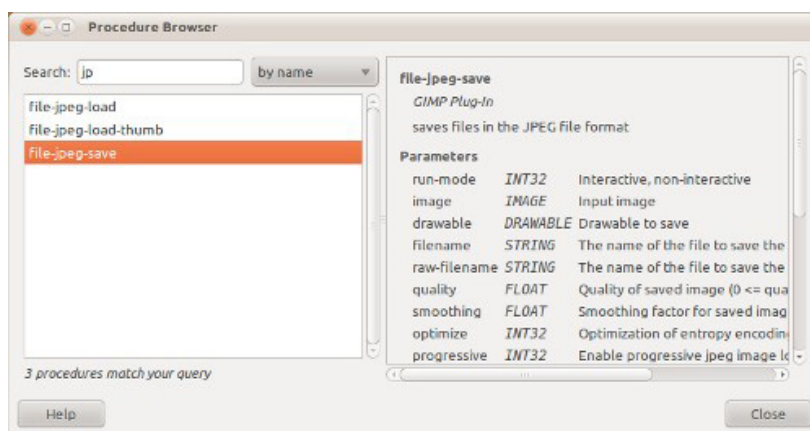 Procedure Browser
Search: jp by name
file-jpeg-load
file-jpeg-load-thumb
file-jpeg-save
3 procedures match your query
file-jpeg-save
GIMP Plug-In
saves files in the JPEG file format
Parameters
run-mode INT32 Interactive, non-interactive
image IMAGE Input image
drawable DRAWABLE Drawable to save
filename STRING The name of the file to save the
raw-filename STRING The name of the file to save the
quality FLOAT Quality of saved image (0 <= qua
smoothing FLOAT Smoothing factor for saved imag
optimize INT32 Optimization of entropy encodin
progressive INT32 Enable progressive jpeg image lo
Help Close